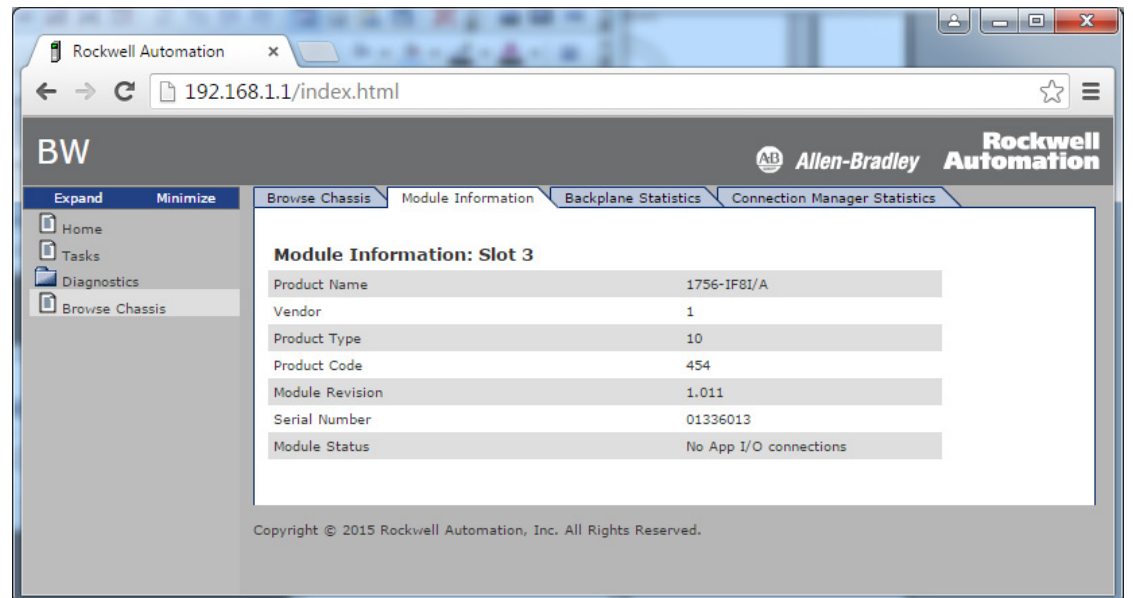 Rockwell Automation
192.168.1.1/index.html
BW
AB Allen-Bradley
Rockwell
Automation
Expand Minimize
Browse Chassis Module Information Backplane Statistics Connection Manager Statistics
Home
Tasks
Diagnostics
Browse Chassis
Module Information: Slot 3
Product Name 1756-IF8I/A
Vendor 1
Product Type 10
Product Code 454
Module Revision 1.011
Serial Number 01336013
Module Status No App I/O connections
Copyright © 2015 Rockwell Automation, Inc. All Rights Reserved.